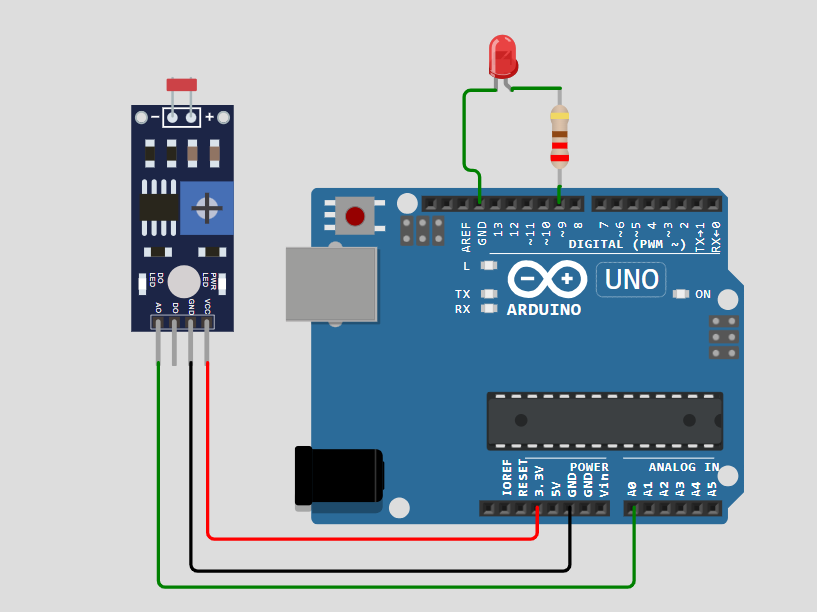 − +
DO
LED
PWR
LED
AO
DO
GND
VCC
AREF
GND
13
12
~11
~10
~9
8
7
~6
~5
4
~3
2
TX→1
RX←0
DIGITAL (PWM ~)
L
TX
RX
− +
UNO
ON
ARDUINO
POWER
ANALOG IN
IOREF
RESET
3.3V
5V
GND
GND
Vin
A0
A1
A2
A3
A4
A5